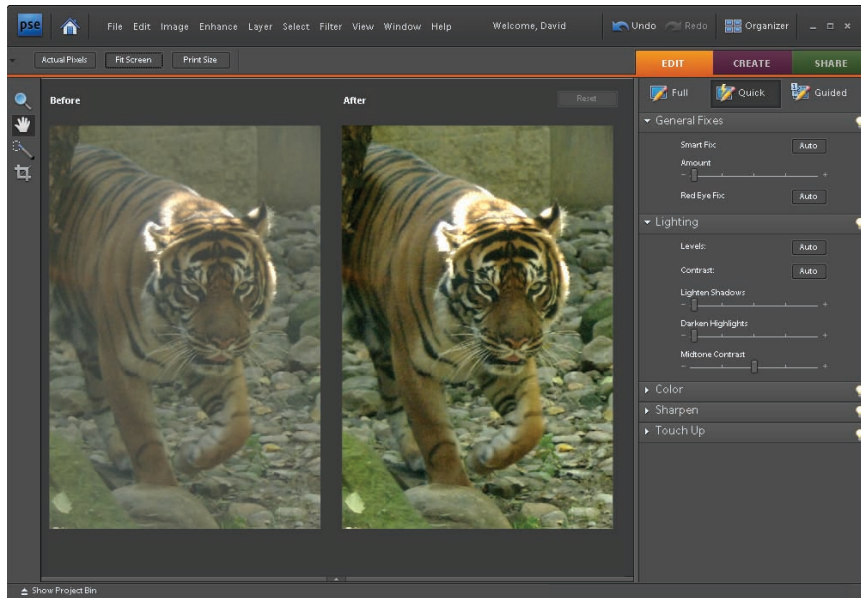 pse File Edit Image Enhance Layer Select Filter View Window Help Welcome, David Undo Redo Organizer
Actual Pixels Fit Screen Print Size EDIT CREATE SHARE
Full Quick Guided
Before After Reset
General Fixes
Smart Fix: Auto
Amount
- +
Red Eye Fix: Auto
Lighting
Levels: Auto
Contrast: Auto
Lighten Shadows
- +
Darken Highlights
- +
Midtone Contrast
- +
Color
Sharpen
Touch Up
Show Project Bin